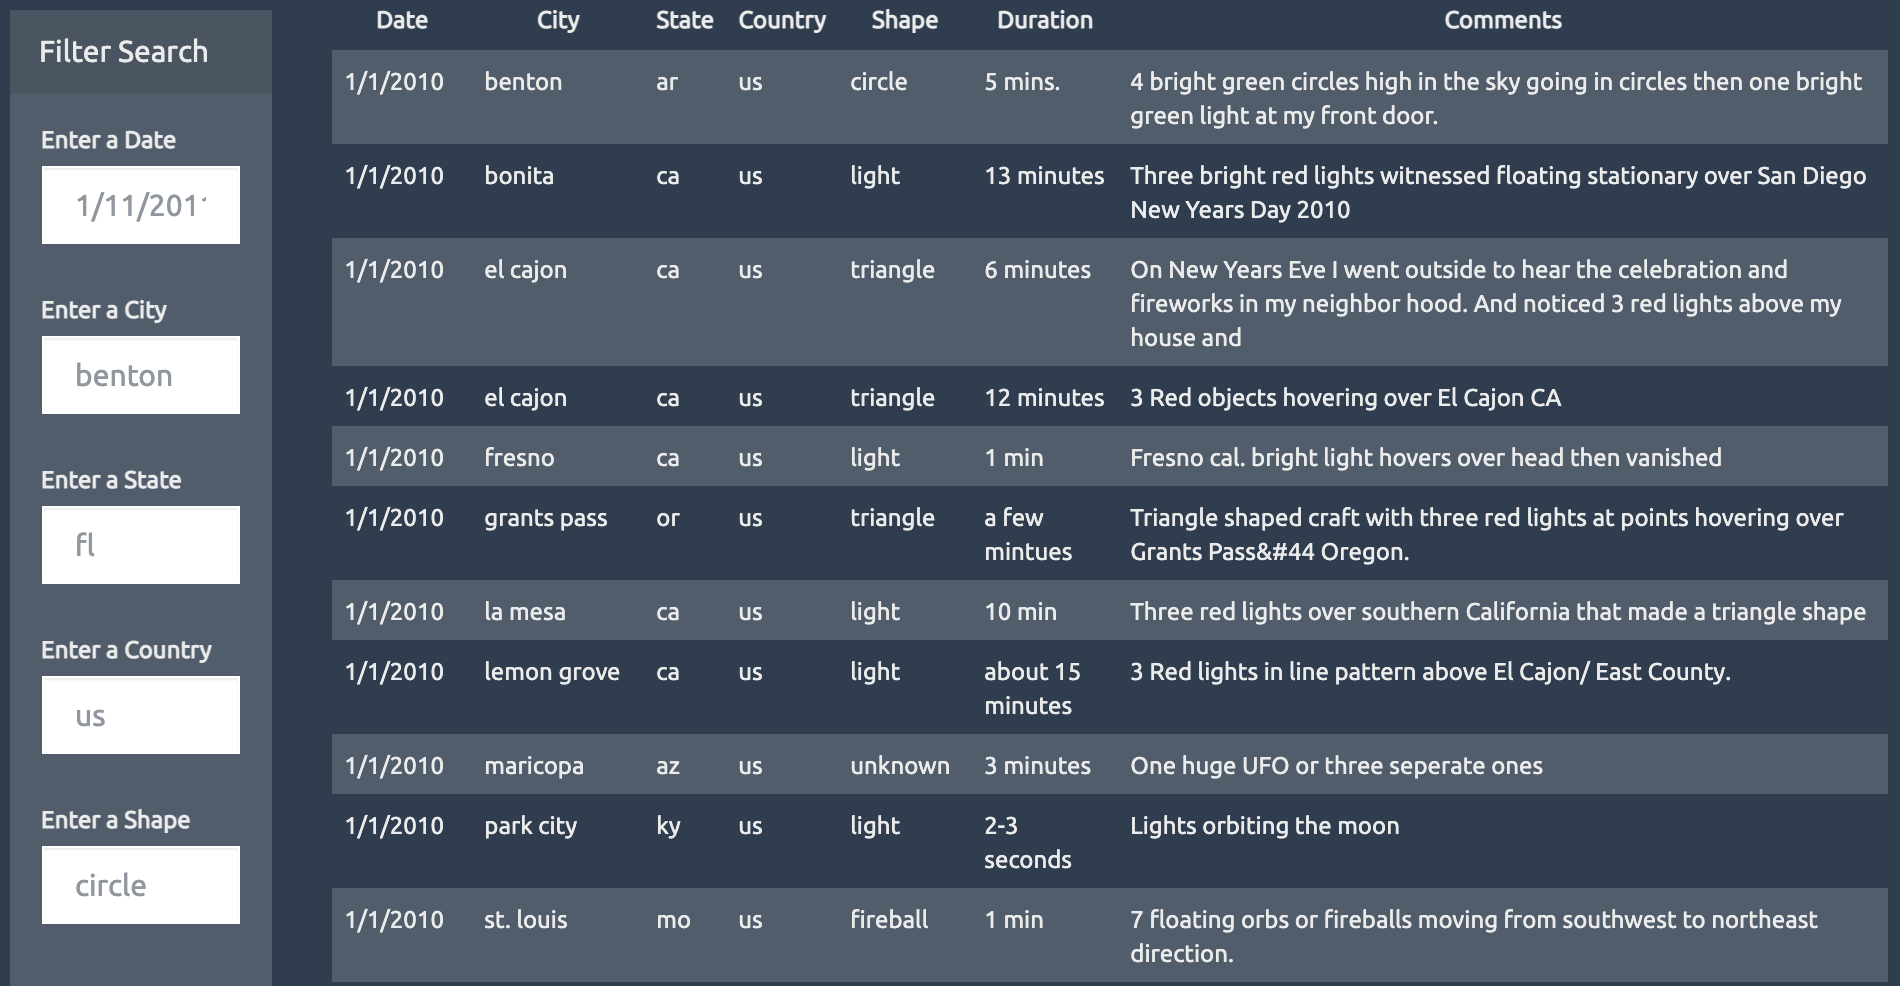 Filter Search
Enter a Date
1/11/201
Enter a City
benton
Enter a State
fl
Enter a Country
us
Enter a Shape
circle
Date City State Country Shape Duration Comments
1/1/2010 benton ar us circle 5 mins. 4 bright green circles high in the sky going in circles then one bright
green light at my front door.
1/1/2010 bonita ca us light 13 minutes Three bright red lights witnessed floating stationary over San Diego
New Years Day 2010
1/1/2010 el cajon ca us triangle 6 minutes On New Years Eve I went outside to hear the celebration and
fireworks in my neighbor hood. And noticed 3 red lights above my
house and
1/1/2010 el cajon ca us triangle 12 minutes 3 Red objects hovering over El Cajon CA
1/1/2010 fresno ca us light 1 min Fresno cal. bright light hovers over head then vanished
1/1/2010 grants pass or us triangle a few Triangle shaped craft with three red lights at points hovering over
mintues Grants Pass&#44 Oregon.
1/1/2010 la mesa ca us light 10 min Three red lights over southern California that made a triangle shape
1/1/2010 lemon grove ca us light about 15 3 Red lights in line pattern above El Cajon/ East County.
minutes
1/1/2010 maricopa az us unknown 3 minutes One huge UFO or three seperate ones
1/1/2010 park city ky us light 2-3 Lights orbiting the moon
seconds
1/1/2010 st. louis mo us fireball 1 min 7 floating orbs or fireballs moving from southwest to northeast
direction.